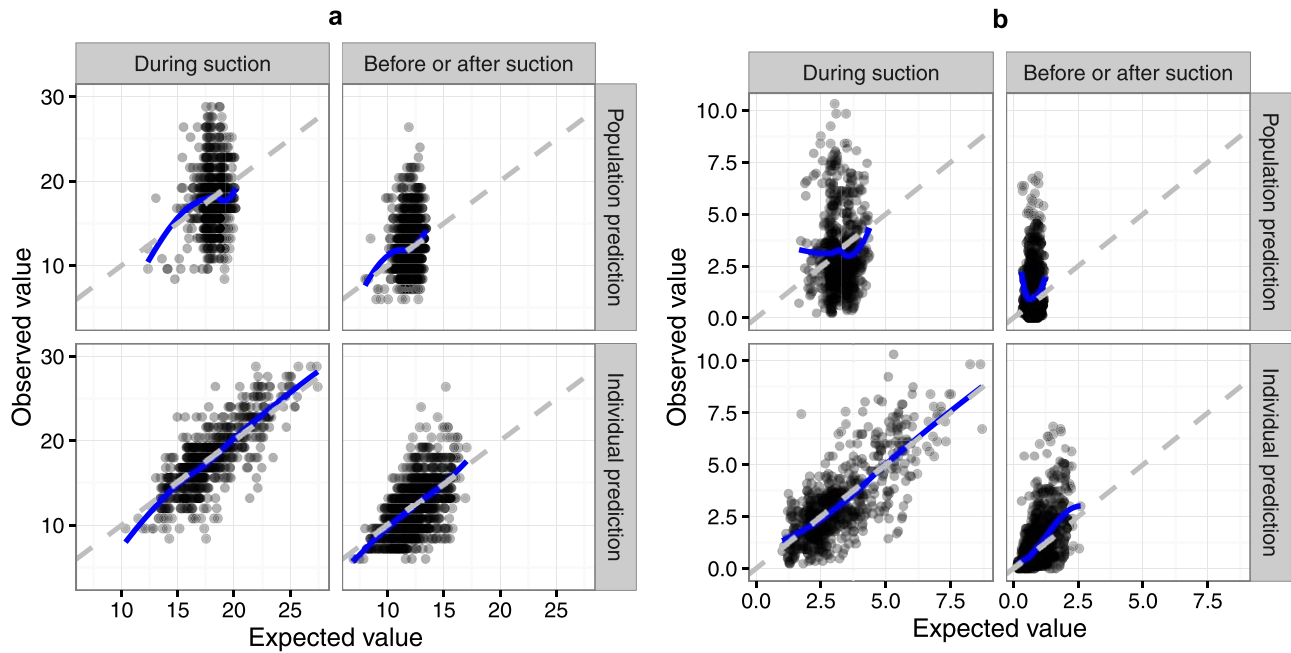 a
During suction
Before or after suction
30
20
10
Population prediction
30
20
10
Individual prediction
10 15 20 25
10 15 20 25
Observed value
Expected value
b
During suction
Before or after suction
10.0
7.5
5.0
2.5
0.0
Population prediction
10.0
7.5
5.0
2.5
0.0
Individual prediction
0.0 2.5 5.0 7.5
0.0 2.5 5.0 7.5
Observed value
Expected value